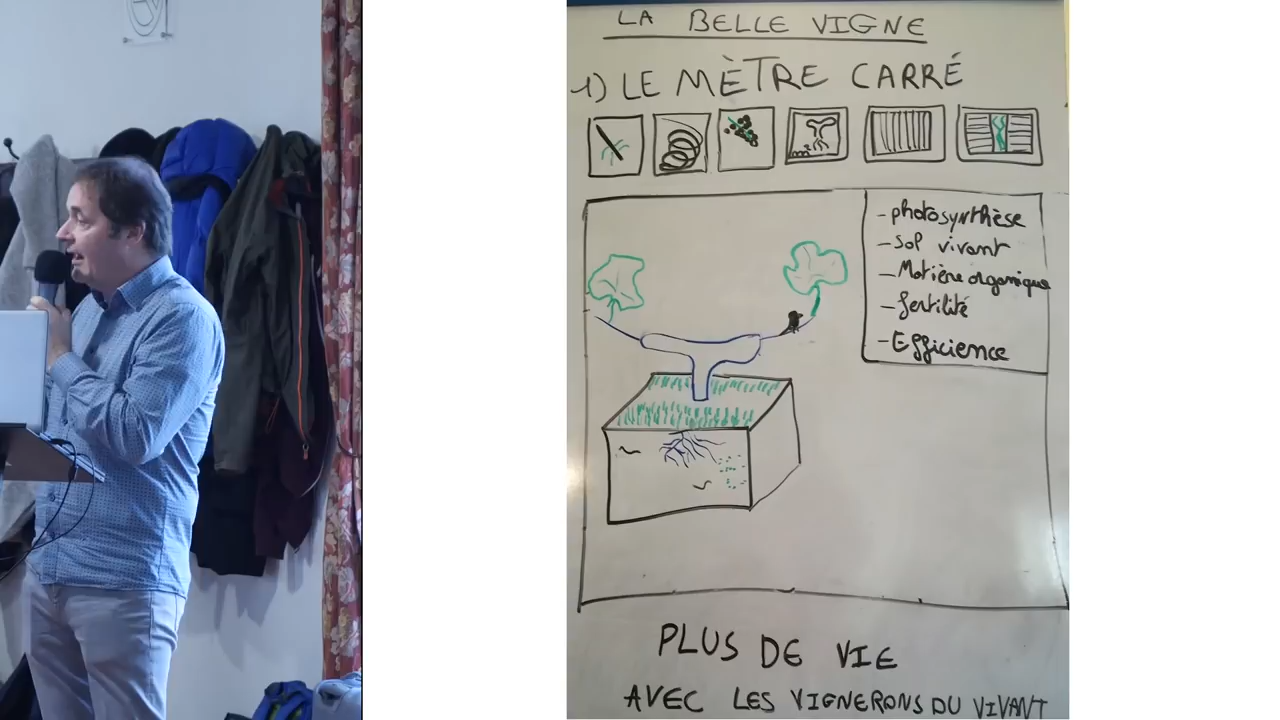 LA BELLE VIGNE
1) LE MÈTRE CARRÉ
- photosynthèse
- sol vivant
- Matière organique
- fertilité
- Efficience
PLUS DE VIE
AVEC LES VIGNERONS DU VIVANT